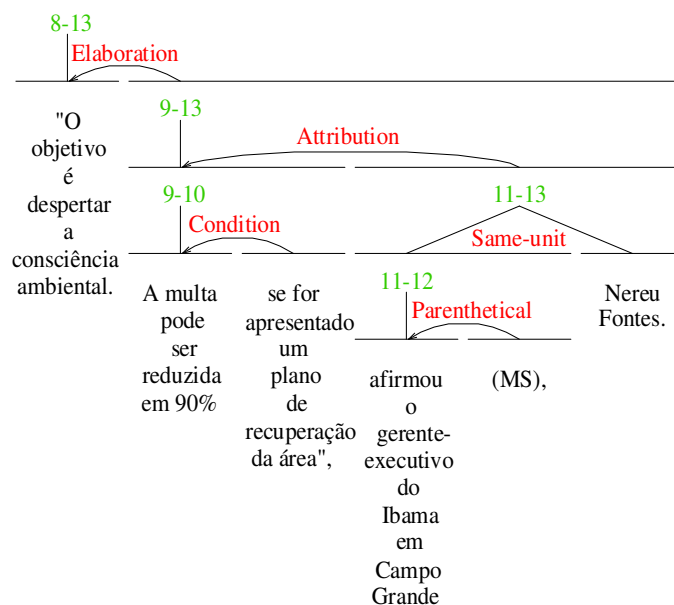 8-13
Elaboration
"O
objetivo
é
despertar
a
consciência
ambiental.
9-13
Attribution
9-10
Condition
11-13
Same-unit
A multa
pode
ser
reduzida
em 90%
se for
apresentado
um
plano
de
recuperação
da área",
11-12
Parenthetical
afirmou
o
gerente-
executivo
do
Ibama
em
Campo
Grande
(MS),
Nereu
Fontes.